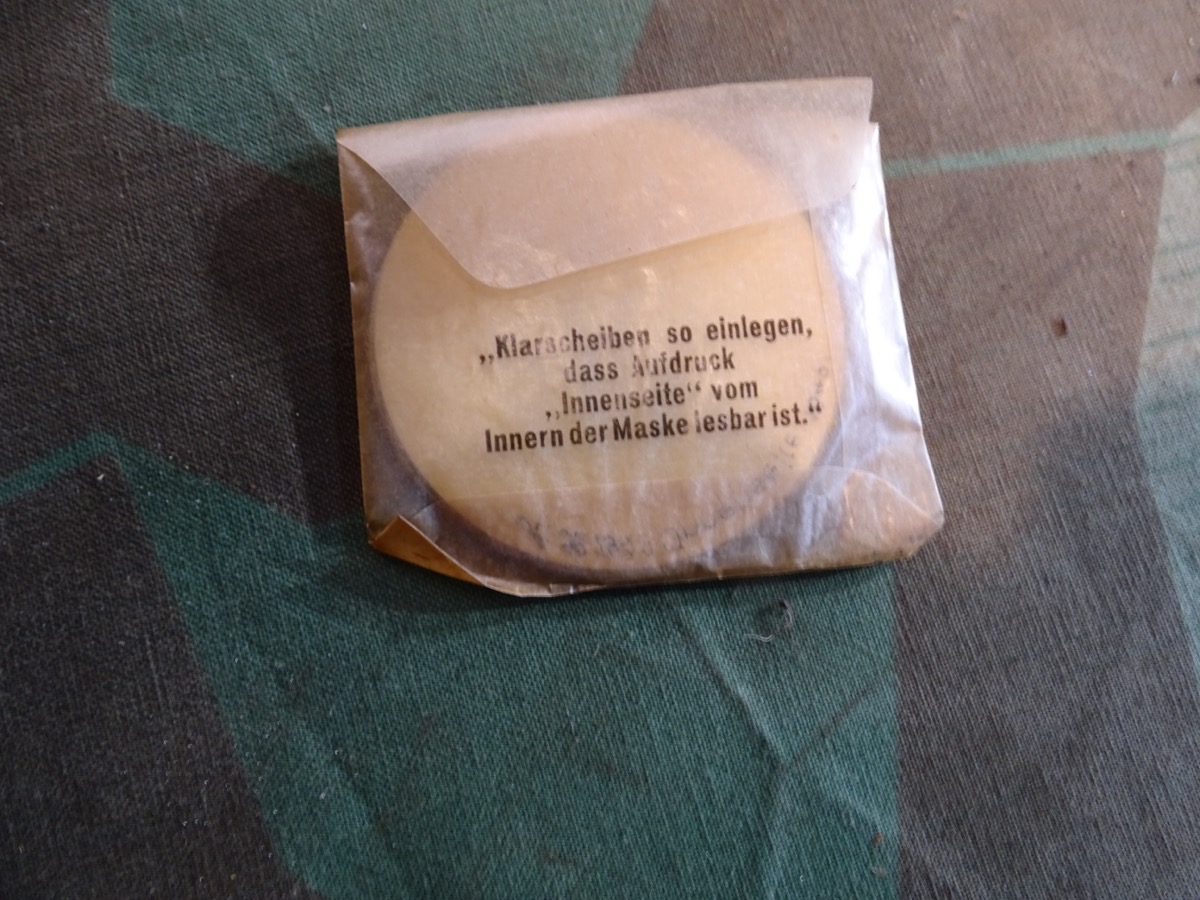 „Klarscheiben so einlegen,
dass Aufdruck
„Innenseite“ vom
Innern der Maske lesbar ist.“